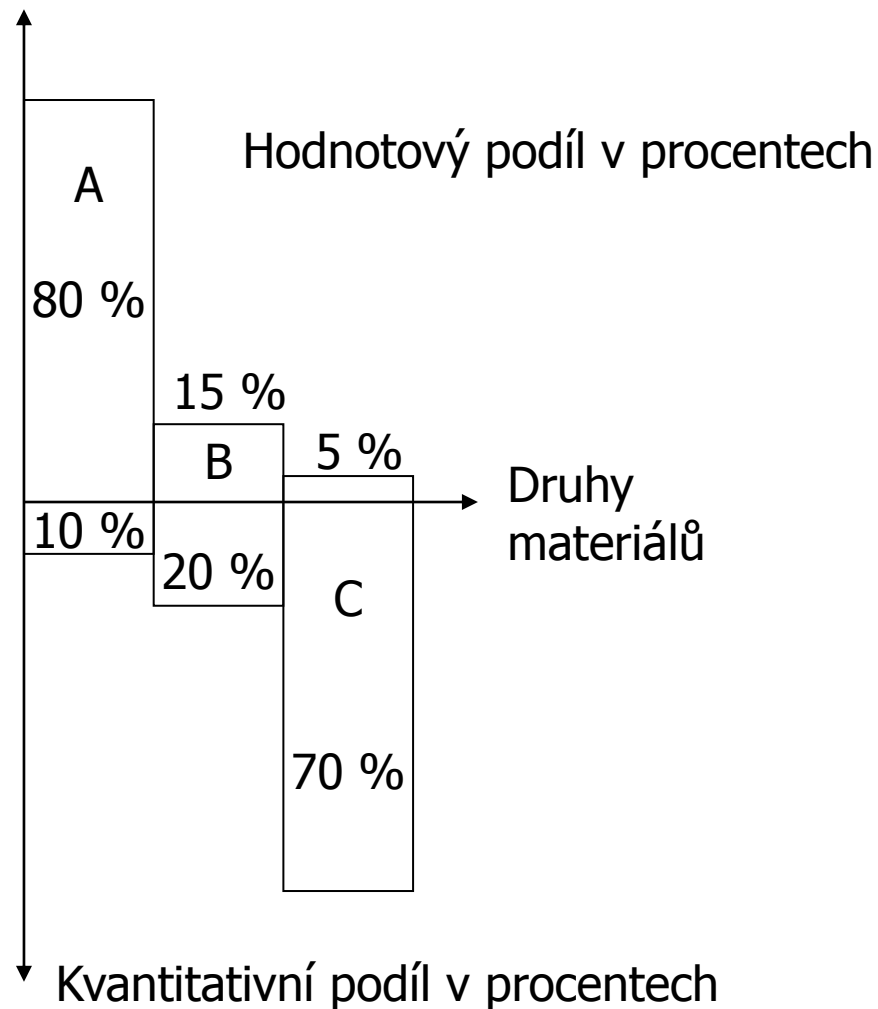 Hodnotový podíl v procentech
A
80 %
15 %
B
5 %
Druhy
materiálů
10 %
20 %
C
70 %
Kvantitativní podíl v procentech